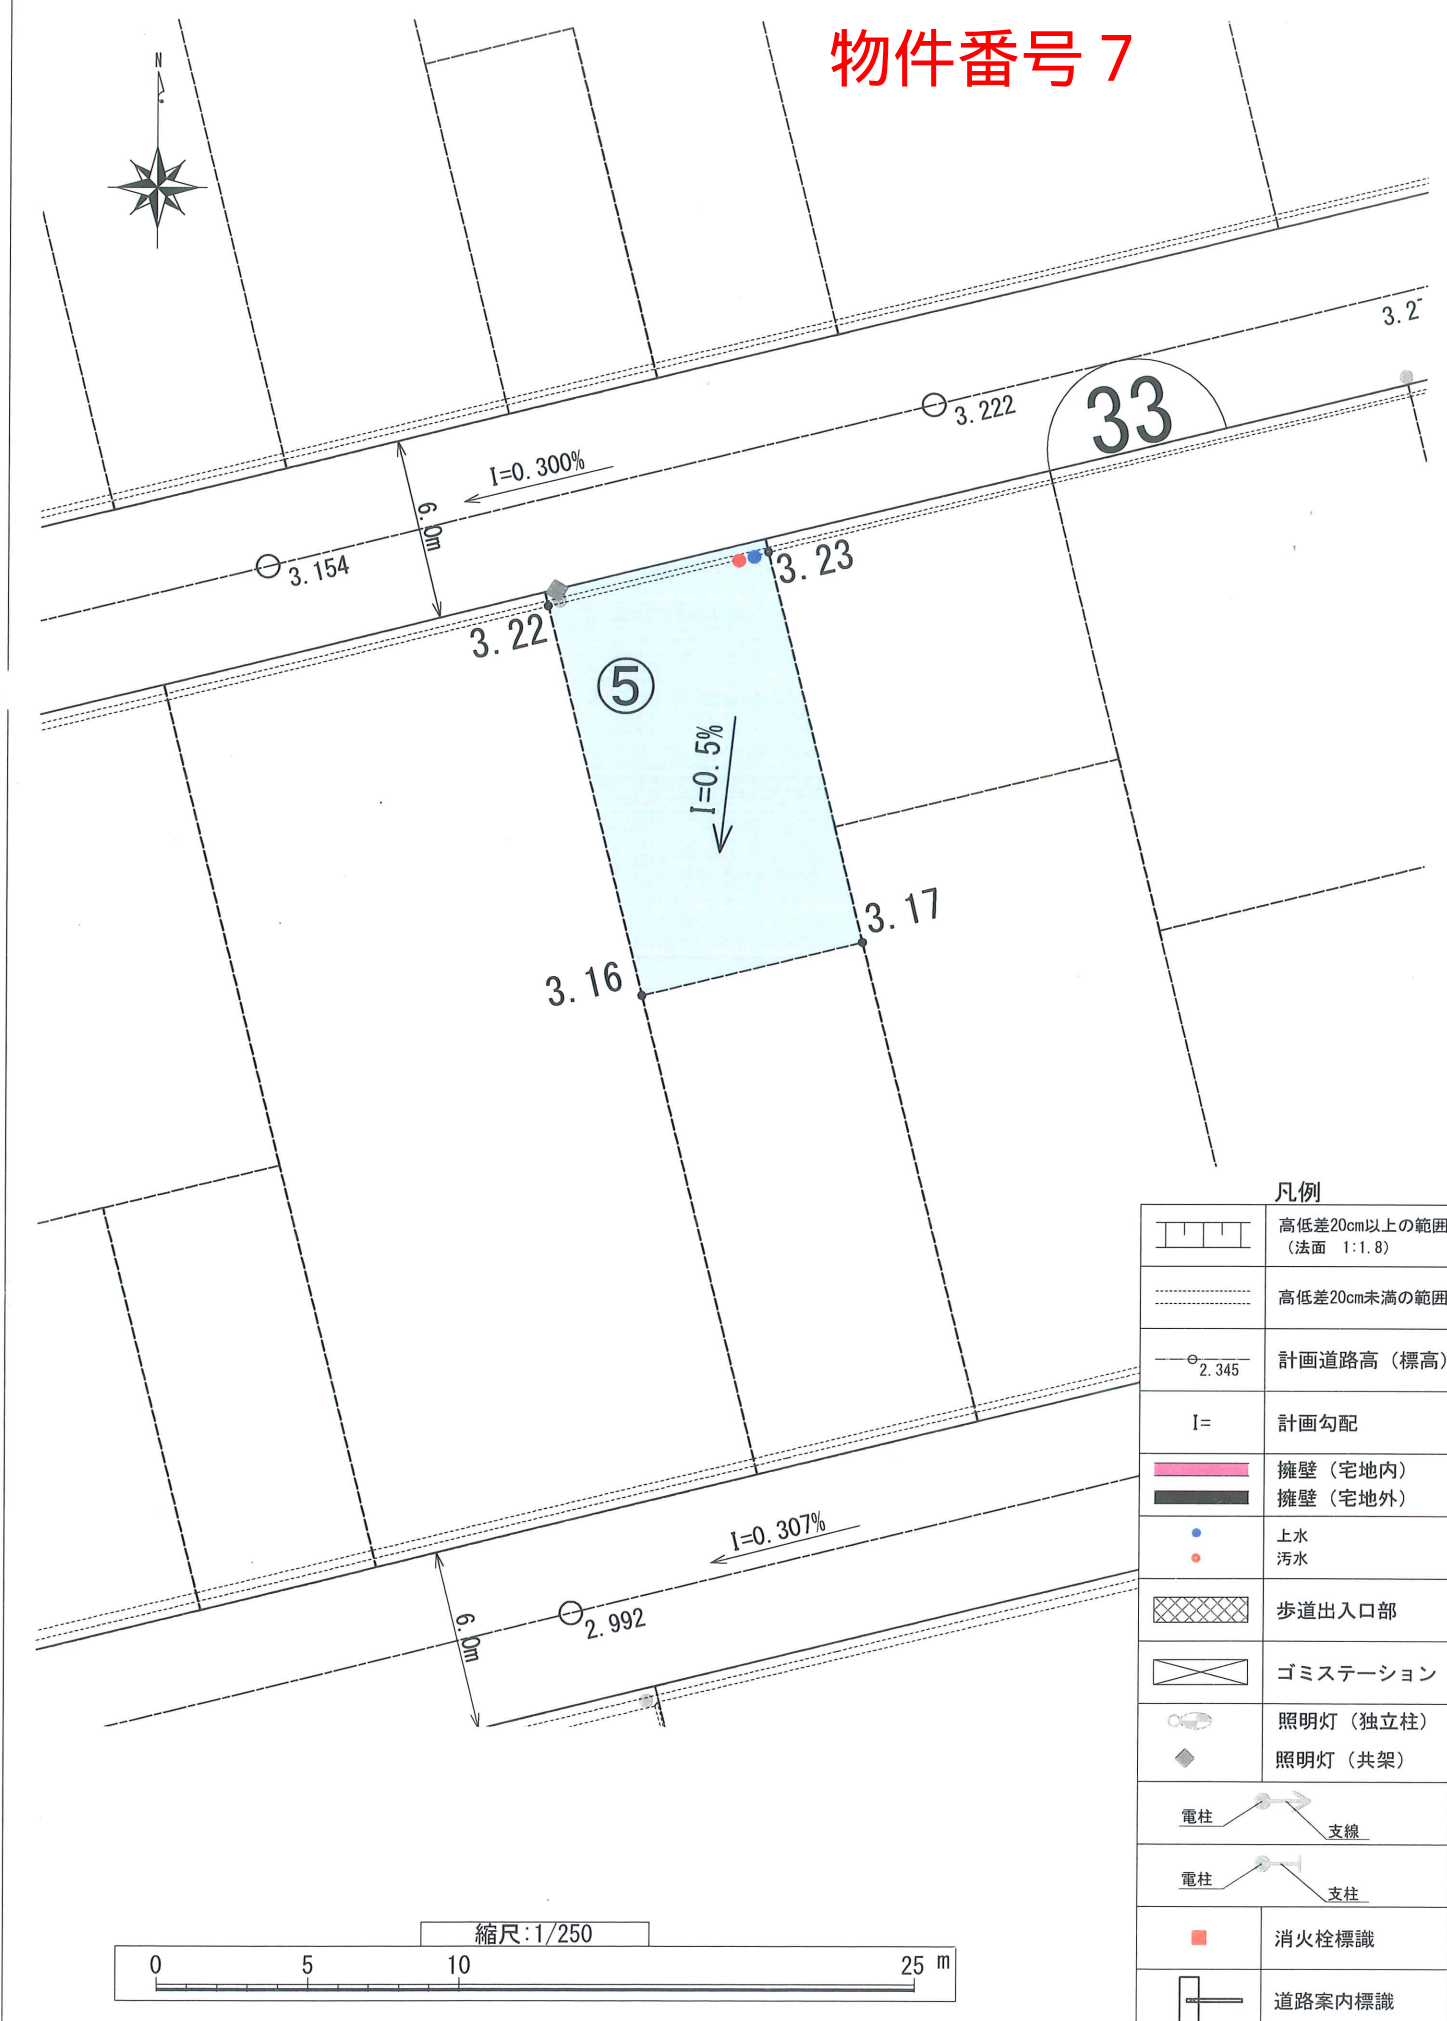 物件番号7
N
3.2
33
3.222
I=0.300%
6.0m
3.154
3.23
3.22
⑤
I=0.5%
3.17
3.16
I=0.307%
6.0m
2.992
凡例
高低差20cm以上の範囲
(法面 1:1.8)
高低差20cm未満の範囲
2.345
計画道路高(標高)
I=
計画勾配
擁壁(宅地内)
擁壁(宅地外)
上水
汚水
歩道出入口部
ゴミステーション
照明灯(独立柱)
照明灯(共架)
電柱
支線
電柱
支柱
消火栓標識
道路案内標識
縮尺:1/250
0 5 10 25 m